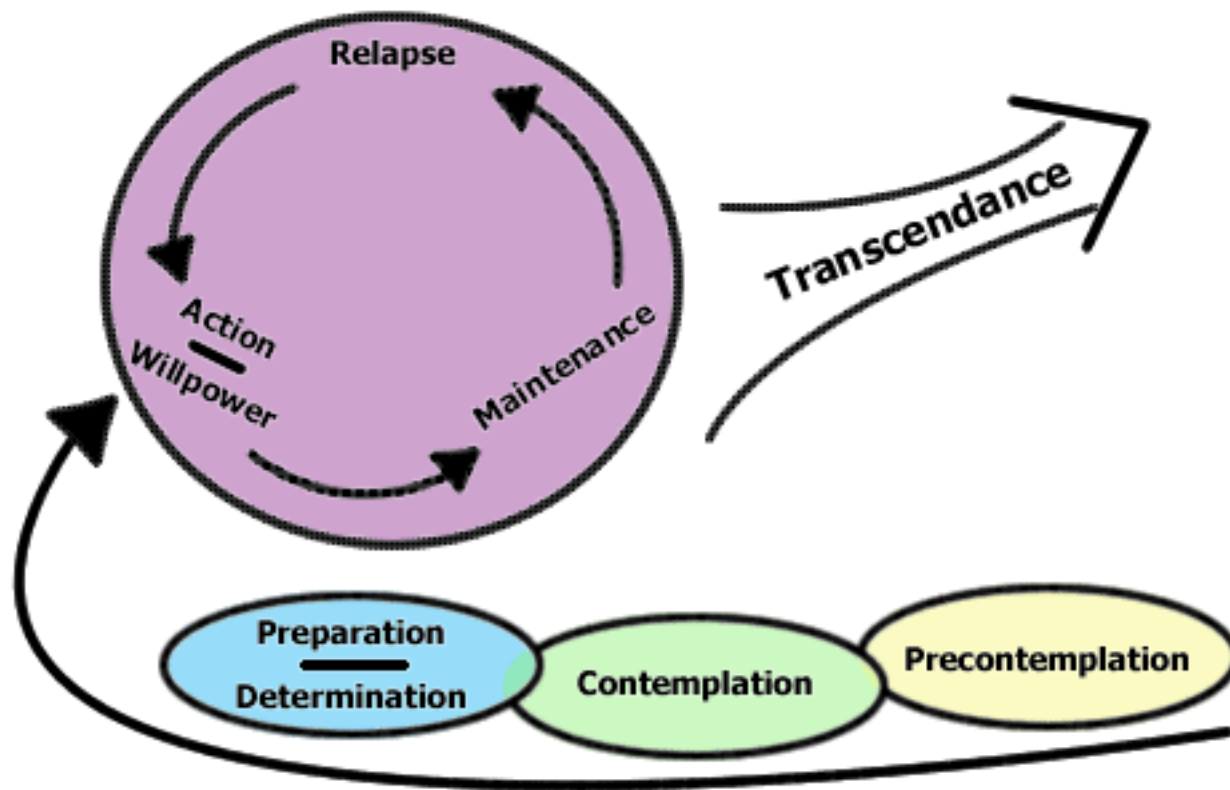 Relapse
Action
Willpower
Maintenance
Transcendance
Preparation
Determination
Contemplation
Precontemplation